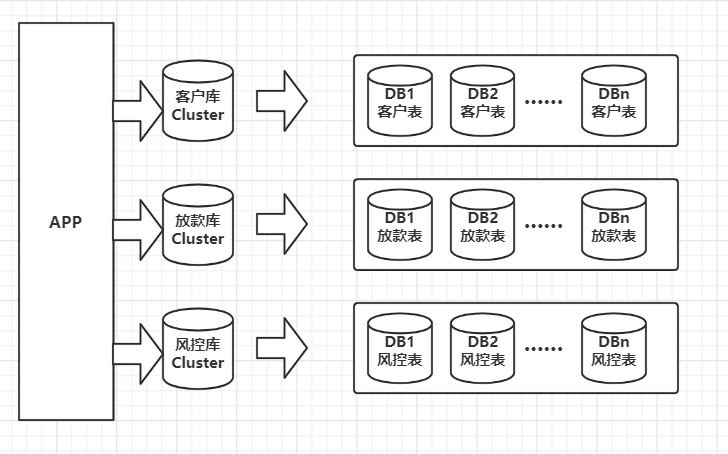 APP
客户库
Cluster
DB1
客户表
DB2
客户表
......
DBn
客户表
放款库
Cluster
DB1
放款表
DB2
放款表
......
DBn
放款表
风控库
Cluster
DB1
风控表
DB2
风控表
......
DBn
风控表